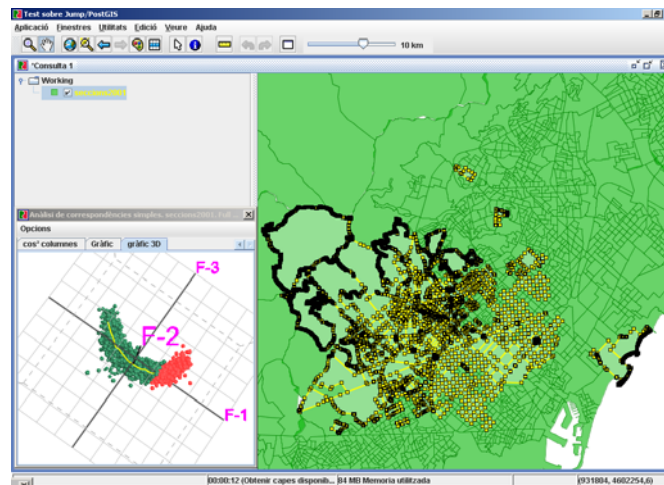 Test sobre Jump/PostGIS
Aplicació Finestres Utilitats Edició Veure Ajuda
10 km
*Consulta 1
Working
seccions2001
Anàlisi de correspondències simples. seccions2001. Full ...
Opcions
cos² columnes Gràfic gràfic 3D
F-3
F-2
F-1
00:00:12 (Obtenir capes disponib... 84 MB Memoria utilitzada (931804, 4602254,6)